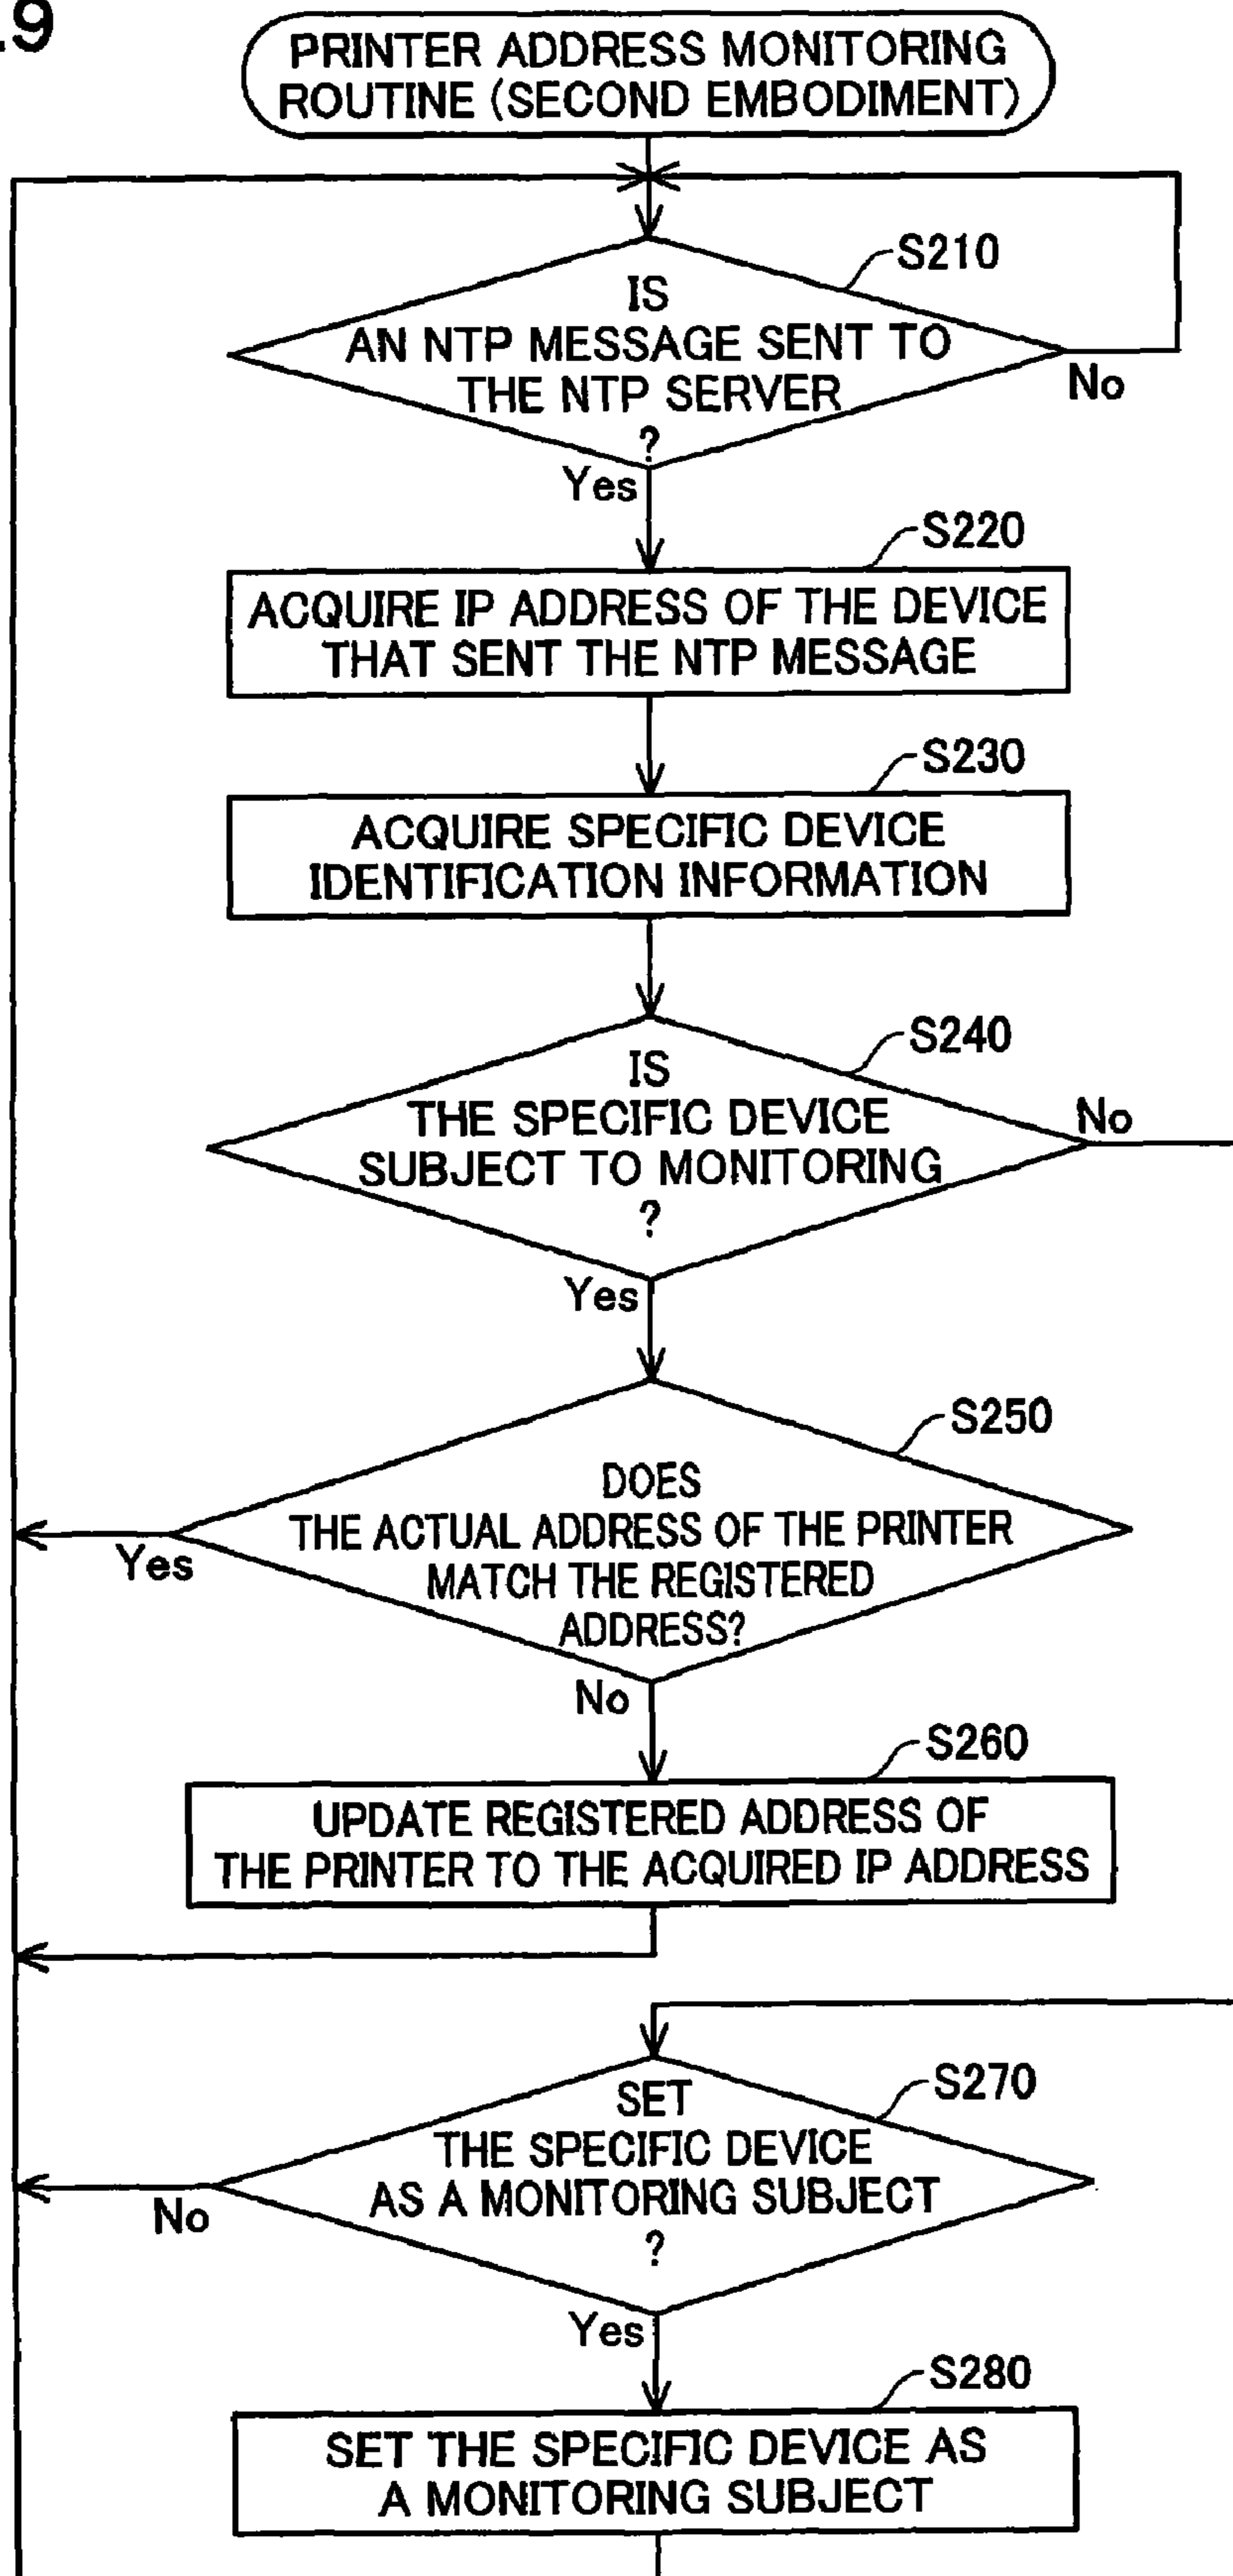 .9
PRINTER ADDRESS MONITORING
ROUTINE (SECOND EMBODIMENT)
S210
IS
AN NTP MESSAGE SENT TO
THE NTP SERVER
?
No
Yes
S220
ACQUIRE IP ADDRESS OF THE DEVICE
THAT SENT THE NTP MESSAGE
S230
ACQUIRE SPECIFIC DEVICE
IDENTIFICATION INFORMATION
S240
IS
THE SPECIFIC DEVICE
SUBJECT TO MONITORING
?
No
Yes
S250
DOES
THE ACTUAL ADDRESS OF THE PRINTER
MATCH THE REGISTERED
ADDRESS?
Yes
No
S260
UPDATE REGISTERED ADDRESS OF
THE PRINTER TO THE ACQUIRED IP ADDRESS
S270
SET
THE SPECIFIC DEVICE
AS A MONITORING SUBJECT
?
No
Yes
S280
SET THE SPECIFIC DEVICE AS
A MONITORING SUBJECT